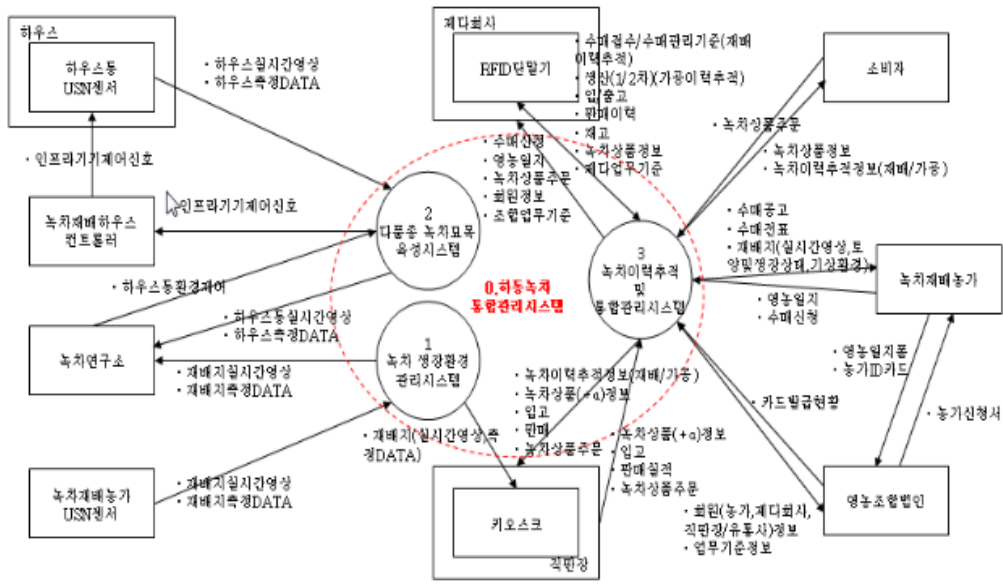 하우스
하우스통
USN센서
· 하우스실시간영상
· 하우스측정DATA
· 인프라기기제어신호
녹차재배하우스
컨트롤러
인프라기기제어신호
· 하우스통환경제어
녹차연구소
· 하우스통실시간영상
· 하우스측정DATA
· 재배지실시간영상
· 재배지측정DATA
녹차재배농가
USN센서
· 재배지실시간영상
· 재배지측정DATA
2
다품종 녹차묘목
육성시스템
1
녹차 생장환경
관리시스템
0.하동녹차
통합관리시스템
3
녹차이력추적
및
통합관리시스템
제다회사
RFID단말기
· 수매접수/수매관리기준(재배
이력추적)
· 생산(1/2차)(가공이력추적)
· 입/출고
· 판매이력
· 재고
· 녹차상품정보
· 제다업무기준
· 수매산정
· 영농일지
· 녹차상품주문
· 회원정보
· 조합업무기준
소비자
· 녹차상품주문
· 녹차상품정보
· 녹차이력추적정보(재배/가공)
· 수매공고
· 수매전표
· 재배지(실시간영상,토
양및생장상태,기상환경)
녹차재배농가
· 영농일지
· 수매신청
· 영농일지폼
· 농가ID카드
· 농기신청서
· 카드발급현황
영농조합법인
· 회원(농가,제다회사,
직판장/유통사)정보
· 업무기준정보
· 녹차이력추적정보(재배/가공)
· 녹차상품(+a)정보
· 입고
· 판매
· 녹차상품주문
· 녹차상품(+a)정보
· 입고
· 판매실적
· 녹차상품주문
· 재배지(실시간영상,측
정DATA)
키오스크
직판장